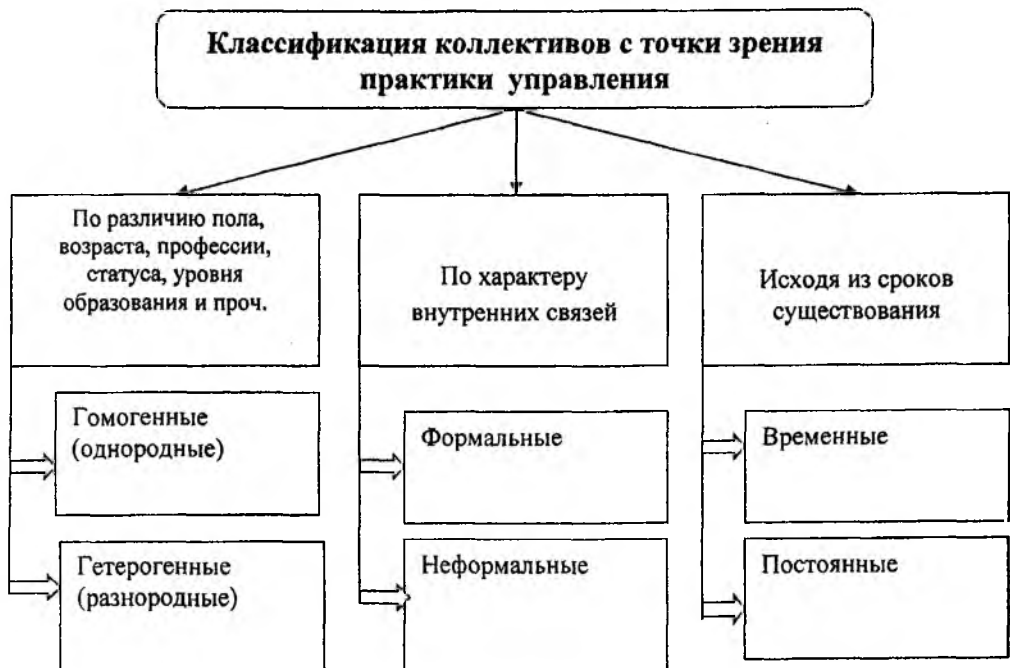 Классификация коллективов с точки зрения
практики управления
По различию пола,
возраста, профессии,
статуса, уровня
образования и проч.
По характеру
внутренних связей
Исходя из сроков
существования
Гомогенные
(однородные)
Формальные
Временные
Гетерогенные
(разнородные)
Неформальные
Постоянные